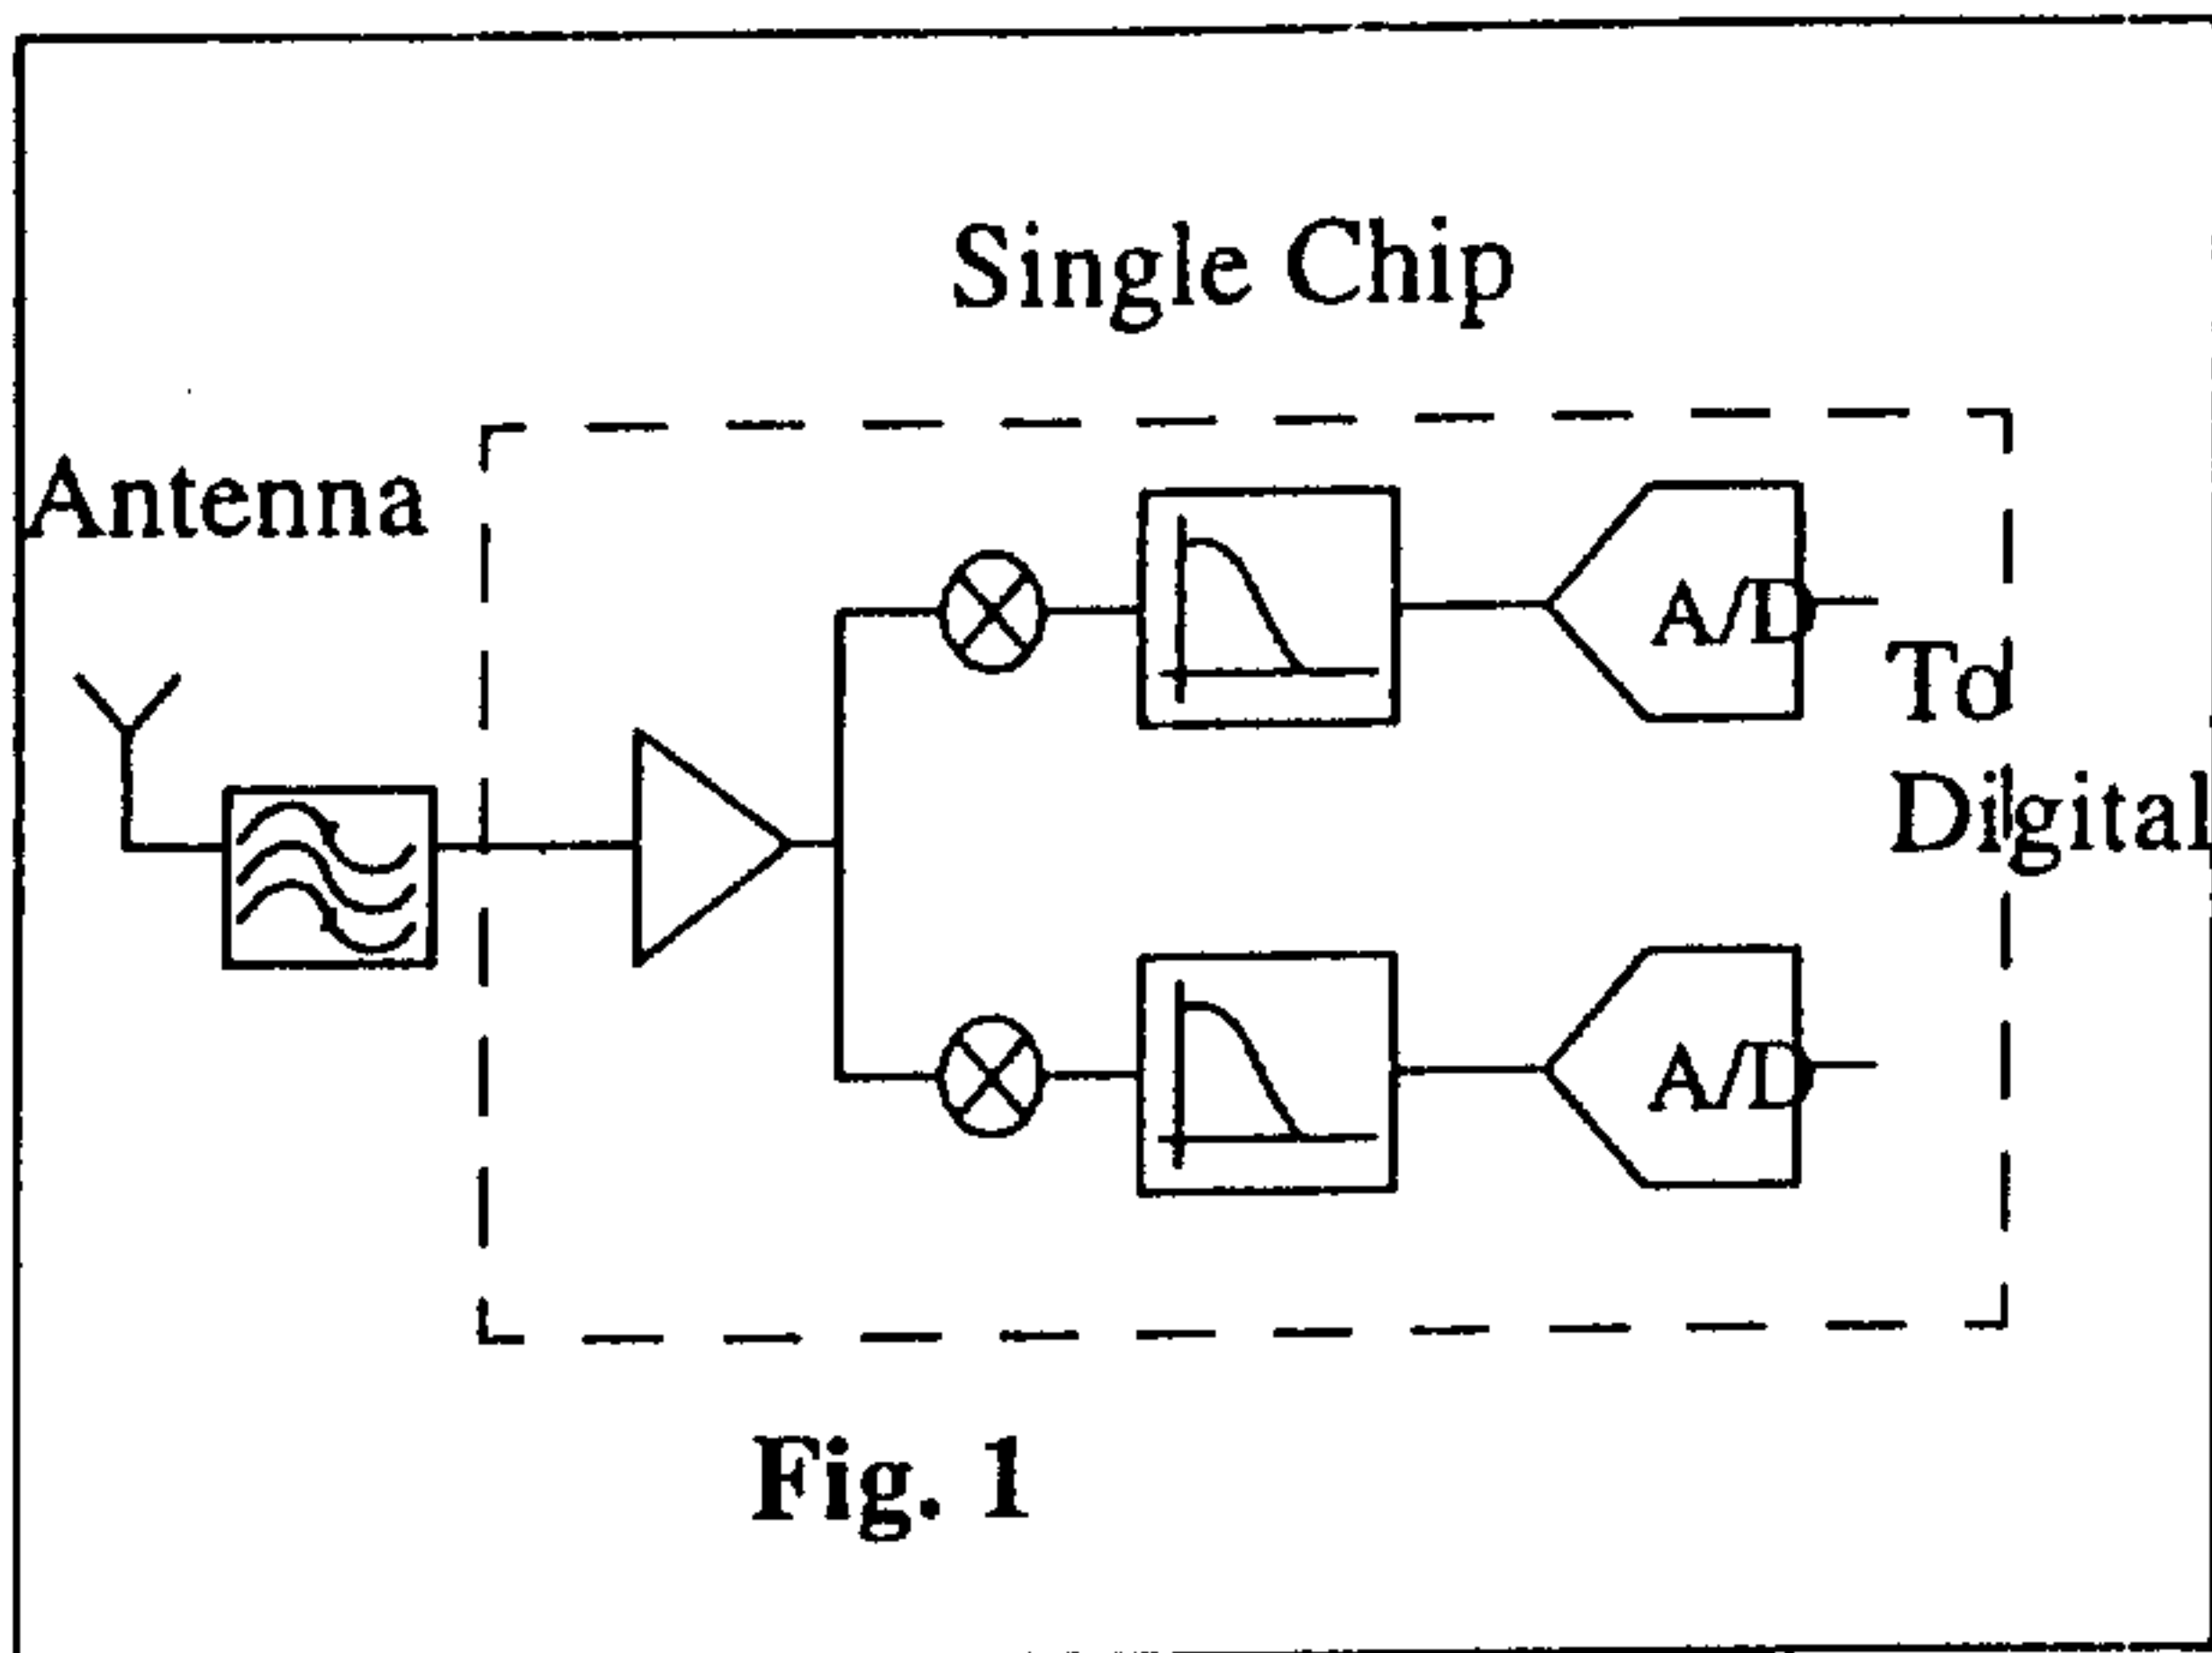 Single Chip
Antenna
A/D
To
Digital
A/D
Fig. 1